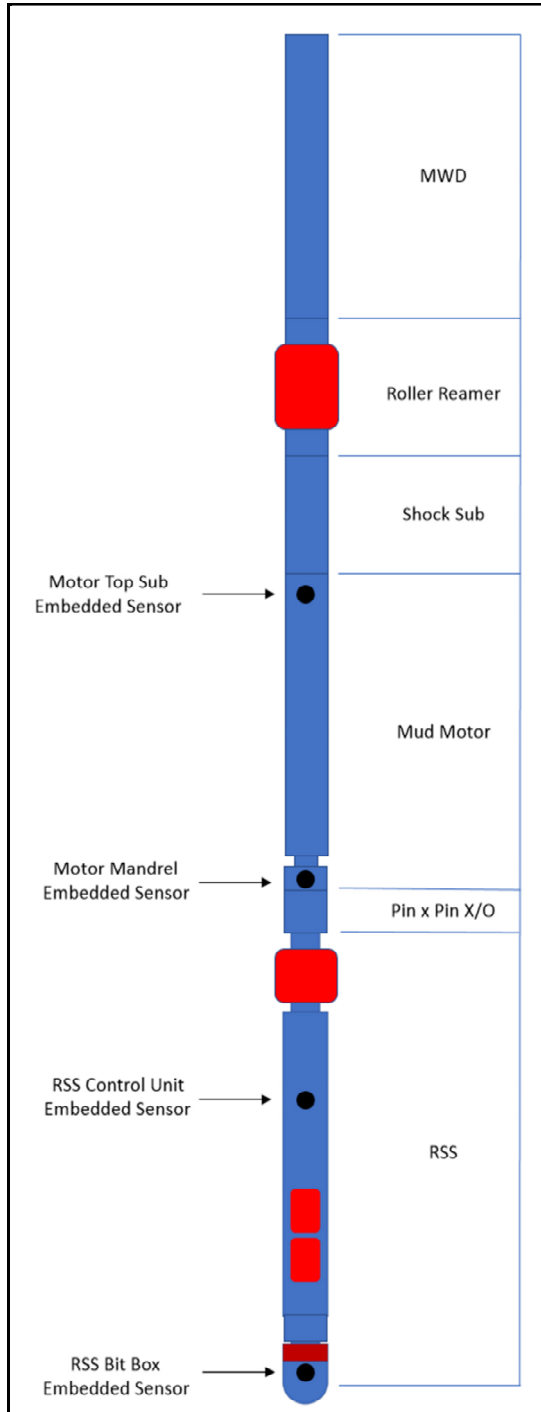 MWD
Roller Reamer
Shock Sub
Motor Top Sub
Embedded Sensor
Mud Motor
Motor Mandrel
Embedded Sensor
Pin x Pin X/O
RSS Control Unit
Embedded Sensor
RSS
RSS Bit Box
Embedded Sensor